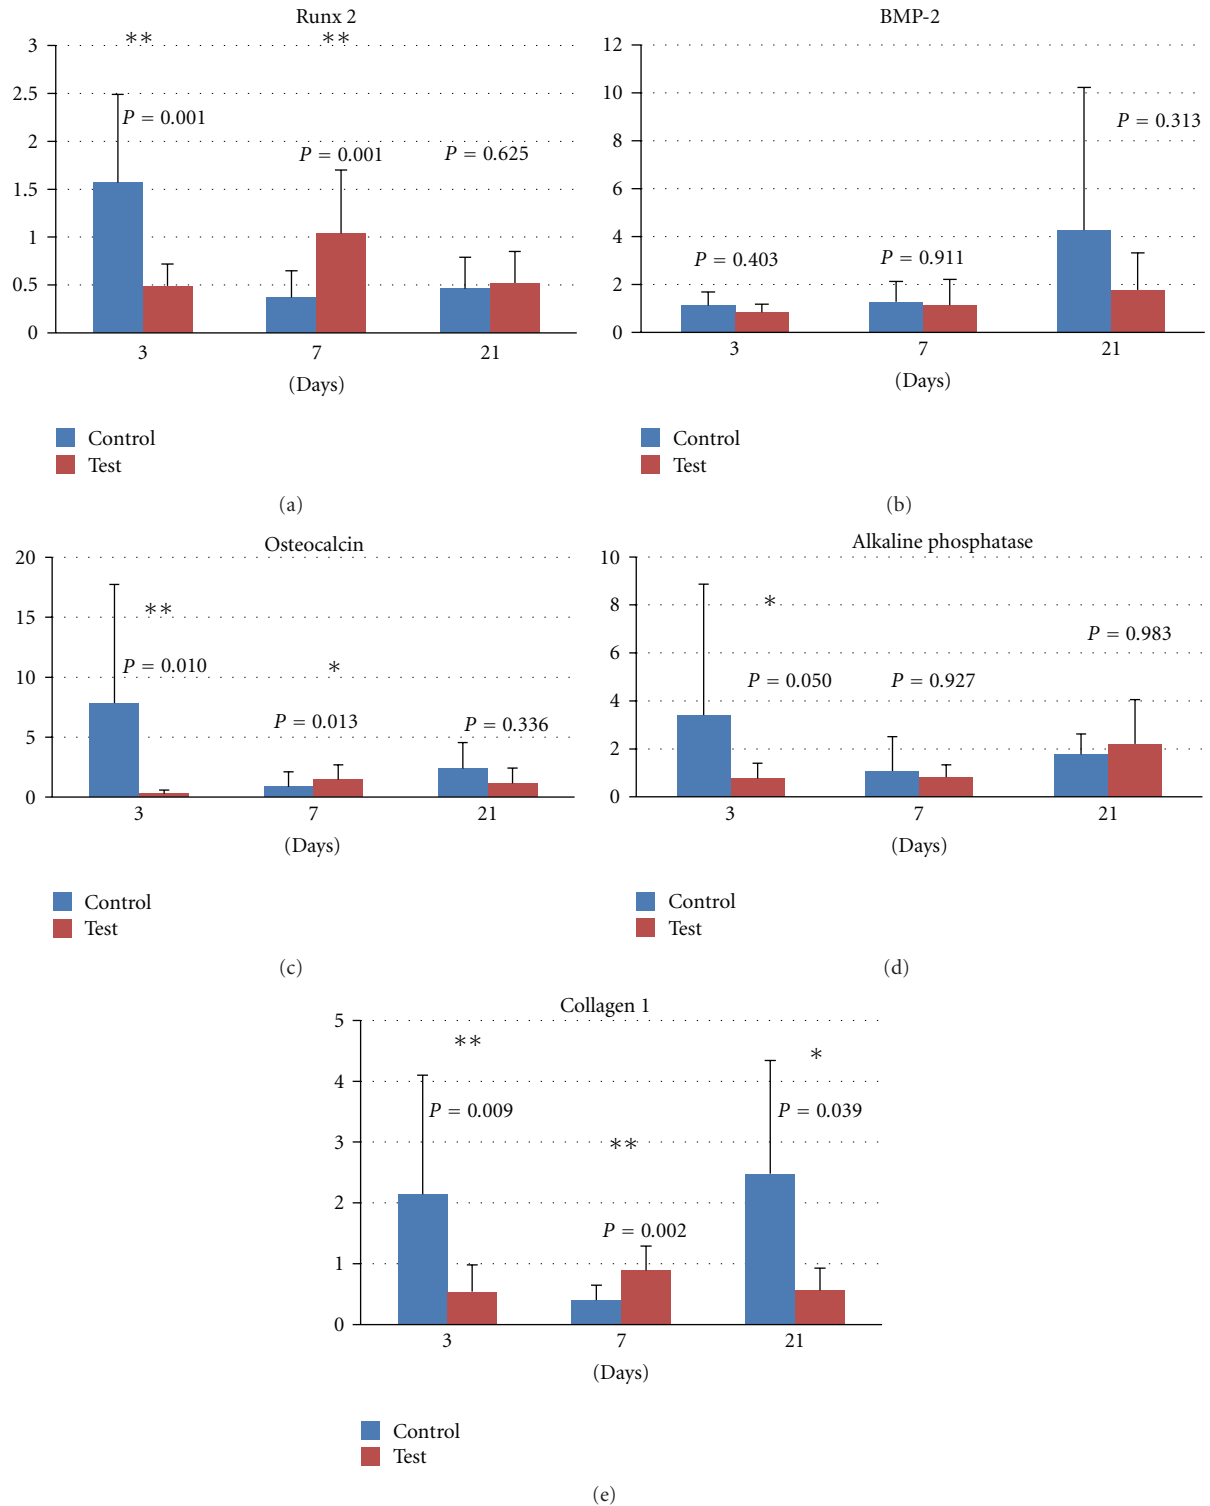 Runx 2
3
2.5
2
1.5
1
0.5
0
** **
P = 0.001
P = 0.001
P = 0.625
3 7 21
(Days)
Control
Test
(a)
BMP-2
12
10
8
6
4
2
0
P = 0.403
P = 0.911
P = 0.313
3 7 21
(Days)
Control
Test
(b)
Osteocalcin
20
15
10
5
0
**
P = 0.010
*
P = 0.013
P = 0.336
3 7 21
(Days)
Control
Test
(c)
Alkaline phosphatase
10
8
6
4
2
0
*
P = 0.050
P = 0.927
P = 0.983
3 7 21
(Days)
Control
Test
(d)
Collagen 1
5
4
3
2
1
0
**
P = 0.009
**
P = 0.002
*
P = 0.039
3 7 21
(Days)
Control
Test
(e)